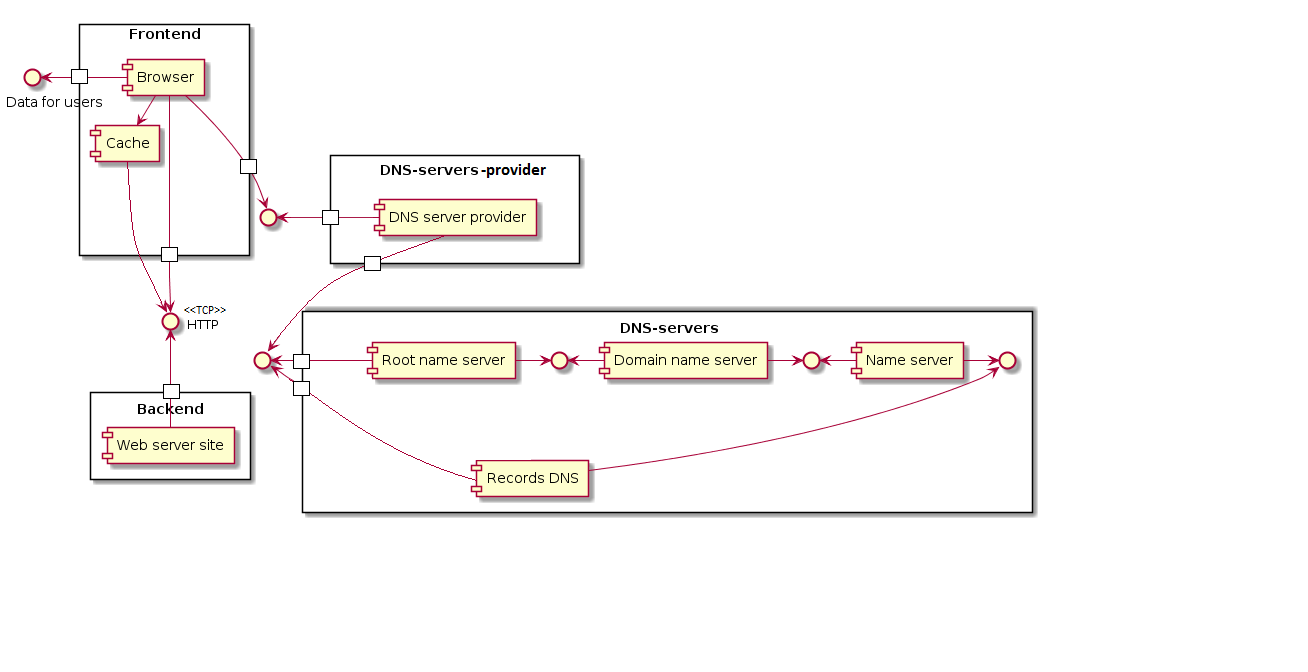 Frontend
Browser
Data for users
Cache
DNS-servers-provider
DNS server provider
<<TCP>>
HTTP
DNS-servers
Root name server
Domain name server
Name server
Backend
Web server site
Records DNS